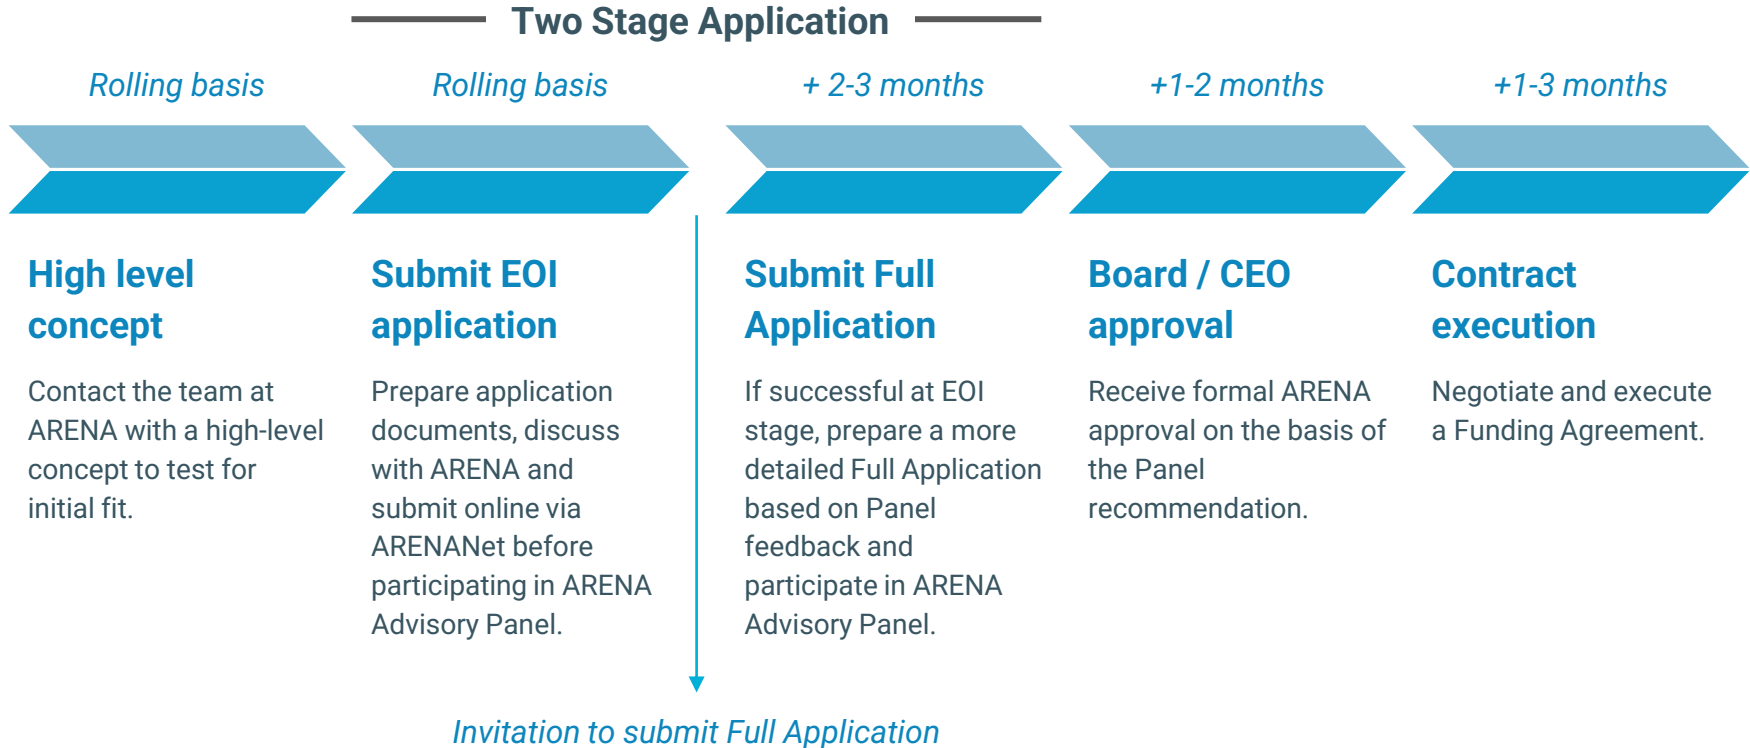 Two Stage Application
Rolling basis
Rolling basis
+ 2-3 months
+1-2 months
+1-3 months
High level
concept
Contact the team at
ARENA with a high-level
concept to test for
initial fit.
Submit EOI
application
Prepare application
documents, discuss
with ARENA and
submit online via
ARENANet before
participating in ARENA
Advisory Panel.
Submit Full
Application
If successful at EOI
stage, prepare a more
detailed Full Application
based on Panel
feedback and
participate in ARENA
Advisory Panel.
Board / CEO
approval
Receive formal ARENA
approval on the basis of
the Panel
recommendation.
Contract
execution
Negotiate and execute
a Funding Agreement.
Invitation to submit Full Application